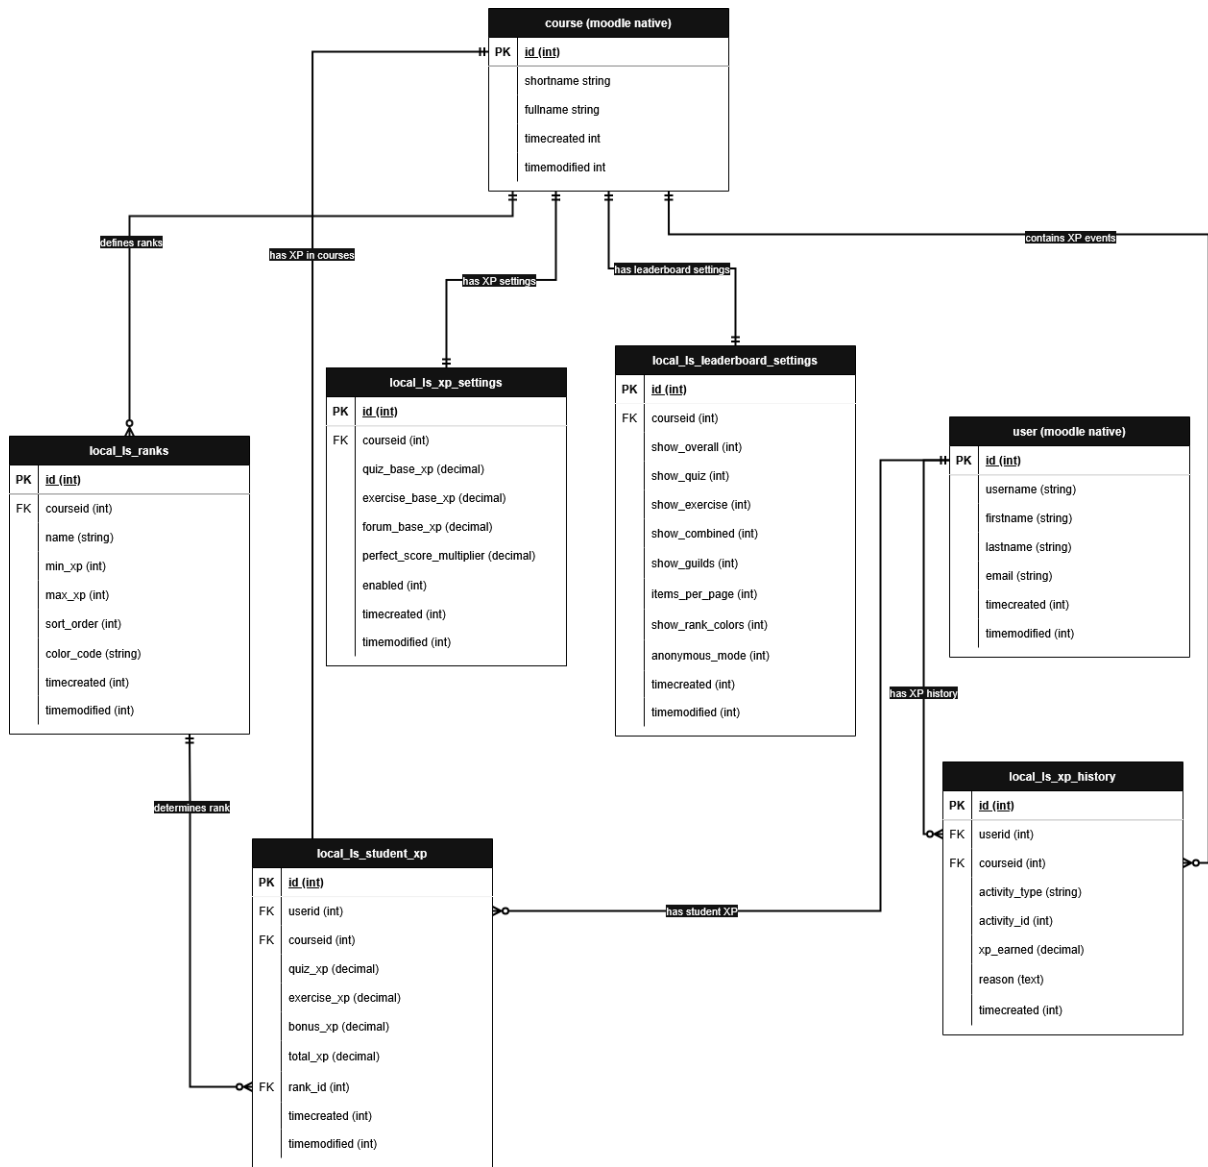 course (moodle native)
PK id (int)
shortname string
fullname string
timecreated int
timemodified int
defines ranks
has XP in courses
has XP settings
has leaderboard settings
contains XP events
local_ls_ranks
PK id (int)
FK courseid (int)
name (string)
min_xp (int)
max_xp (int)
sort_order (int)
color_code (string)
timecreated (int)
timemodified (int)
local_ls_xp_settings
PK id (int)
FK courseid (int)
quiz_base_xp (decimal)
exercise_base_xp (decimal)
forum_base_xp (decimal)
perfect_score_multiplier (decimal)
enabled (int)
timecreated (int)
timemodified (int)
local_ls_leaderboard_settings
PK id (int)
FK courseid (int)
show_overall (int)
show_quiz (int)
show_exercise (int)
show_combined (int)
show_guilds (int)
items_per_page (int)
show_rank_colors (int)
anonymous_mode (int)
timecreated (int)
timemodified (int)
user (moodle native)
PK id (int)
username (string)
firstname (string)
lastname (string)
email (string)
timecreated (int)
timemodified (int)
has XP history
determines rank
has student XP
local_ls_student_xp
PK id (int)
FK userid (int)
FK courseid (int)
quiz_xp (decimal)
exercise_xp (decimal)
bonus_xp (decimal)
total_xp (decimal)
FK rank_id (int)
timecreated (int)
timemodified (int)
local_ls_xp_history
PK id (int)
FK userid (int)
FK courseid (int)
activity_type (string)
activity_id (int)
xp_earned (decimal)
reason (text)
timecreated (int)